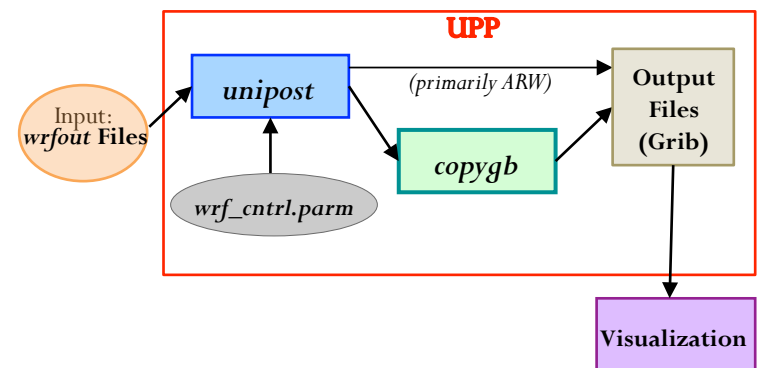 UPP
Input:
wrfout Files
unipost
(primarily ARW)
Output
Files
(Grib)
copygb
wrf_cntrl.parm
Visualization